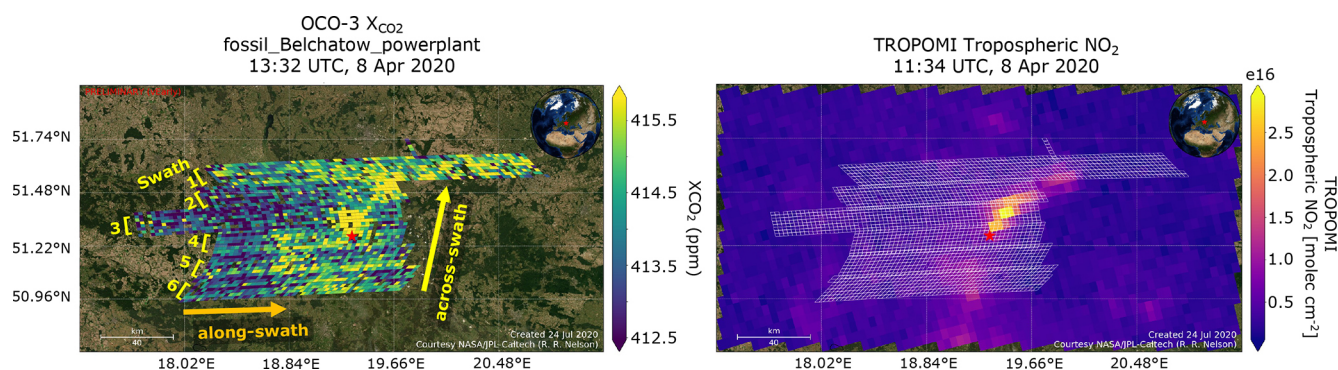 OCO-3 XCO2
fossil_Belchatow_powerplant
13:32 UTC, 8 Apr 2020
51.74°N
51.48°N
51.22°N
50.96°N
Swath
1[
2[
3[
4[
5[
6[
across-swath
along-swath
km
40
Created 24 Jul 2020
Courtesy NASA/JPL-Caltech (R. R. Nelson)
18.02°E
18.84°E
19.66°E
20.48°E
415.5
414.5
413.5
412.5
XCO2 (ppm)
TROPOMI Tropospheric NO2
11:34 UTC, 8 Apr 2020
km
40
Created 24 Jul 2020
Courtesy NASA/JPL-Caltech (R. R. Nelson)
18.02°E
18.84°E
19.66°E
20.48°E
1e16
2.5
2.0
1.5
1.0
0.5
TROPOMI
Tropospheric NO2 [molec cm-2]